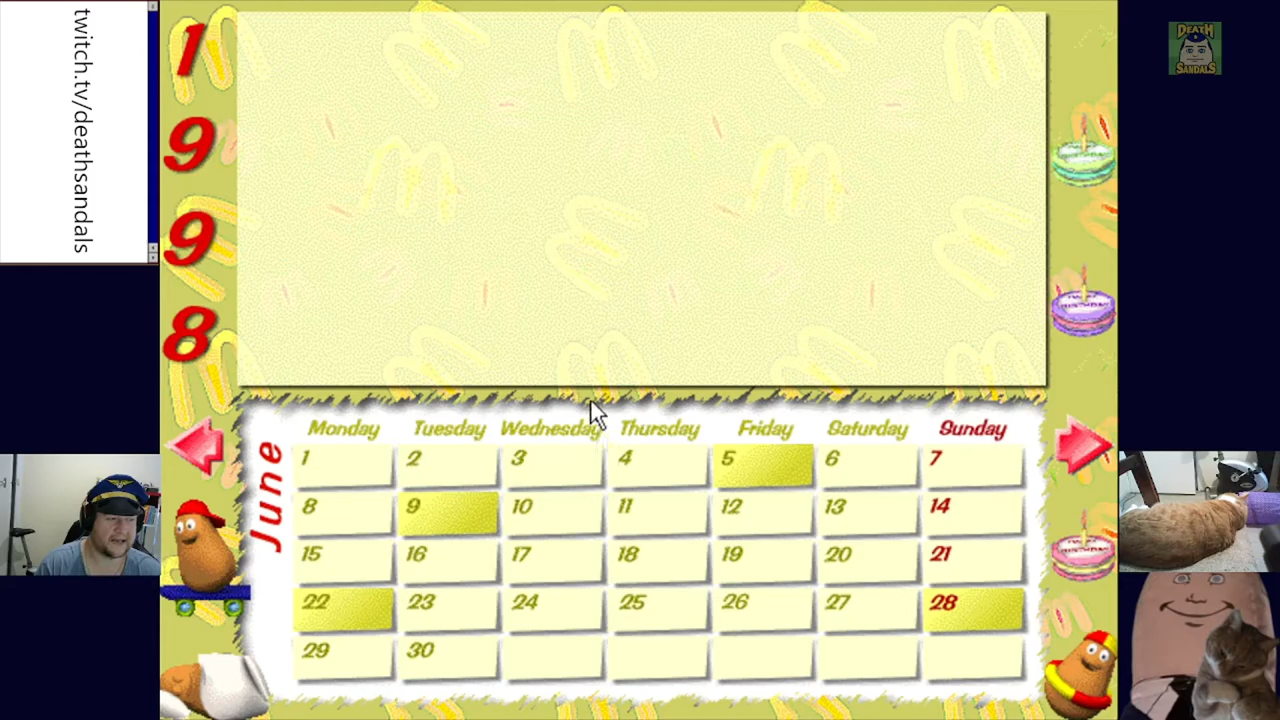 twitch.tv/deathsandals
DEATH
SANDALS
1
9
9
8
June
Monday Tuesday Wednesday Thursday Friday Saturday Sunday
1 2 3 4 5 6 7
8 9 10 11 12 13 14
15 16 17 18 19 20 21
22 23 24 25 26 27 28
29 30